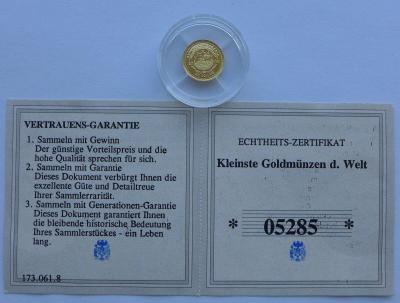 VERTRAUENS-GARANTIE
1. Sammeln mit Gewinn
Der günstige Vorteilspreis und die
hohe Qualität sprechen für sich.
2. Sammeln mit Garantie
Dieses Dokument verbürgt Ihnen die
exzellente Güte und Detailtreue
Ihrer Sammlerrarität.
3. Sammeln mit Generationen-Garantie
Dieses Dokument garantiert Ihnen
die bleibende historische Bedeutung
Ihres Sammlerstückes - ein Leben
lang.
173.061.8
ECHTHEITS-ZERTIFIKAT
Kleinste Goldmünzen d. Welt
* 05285 *